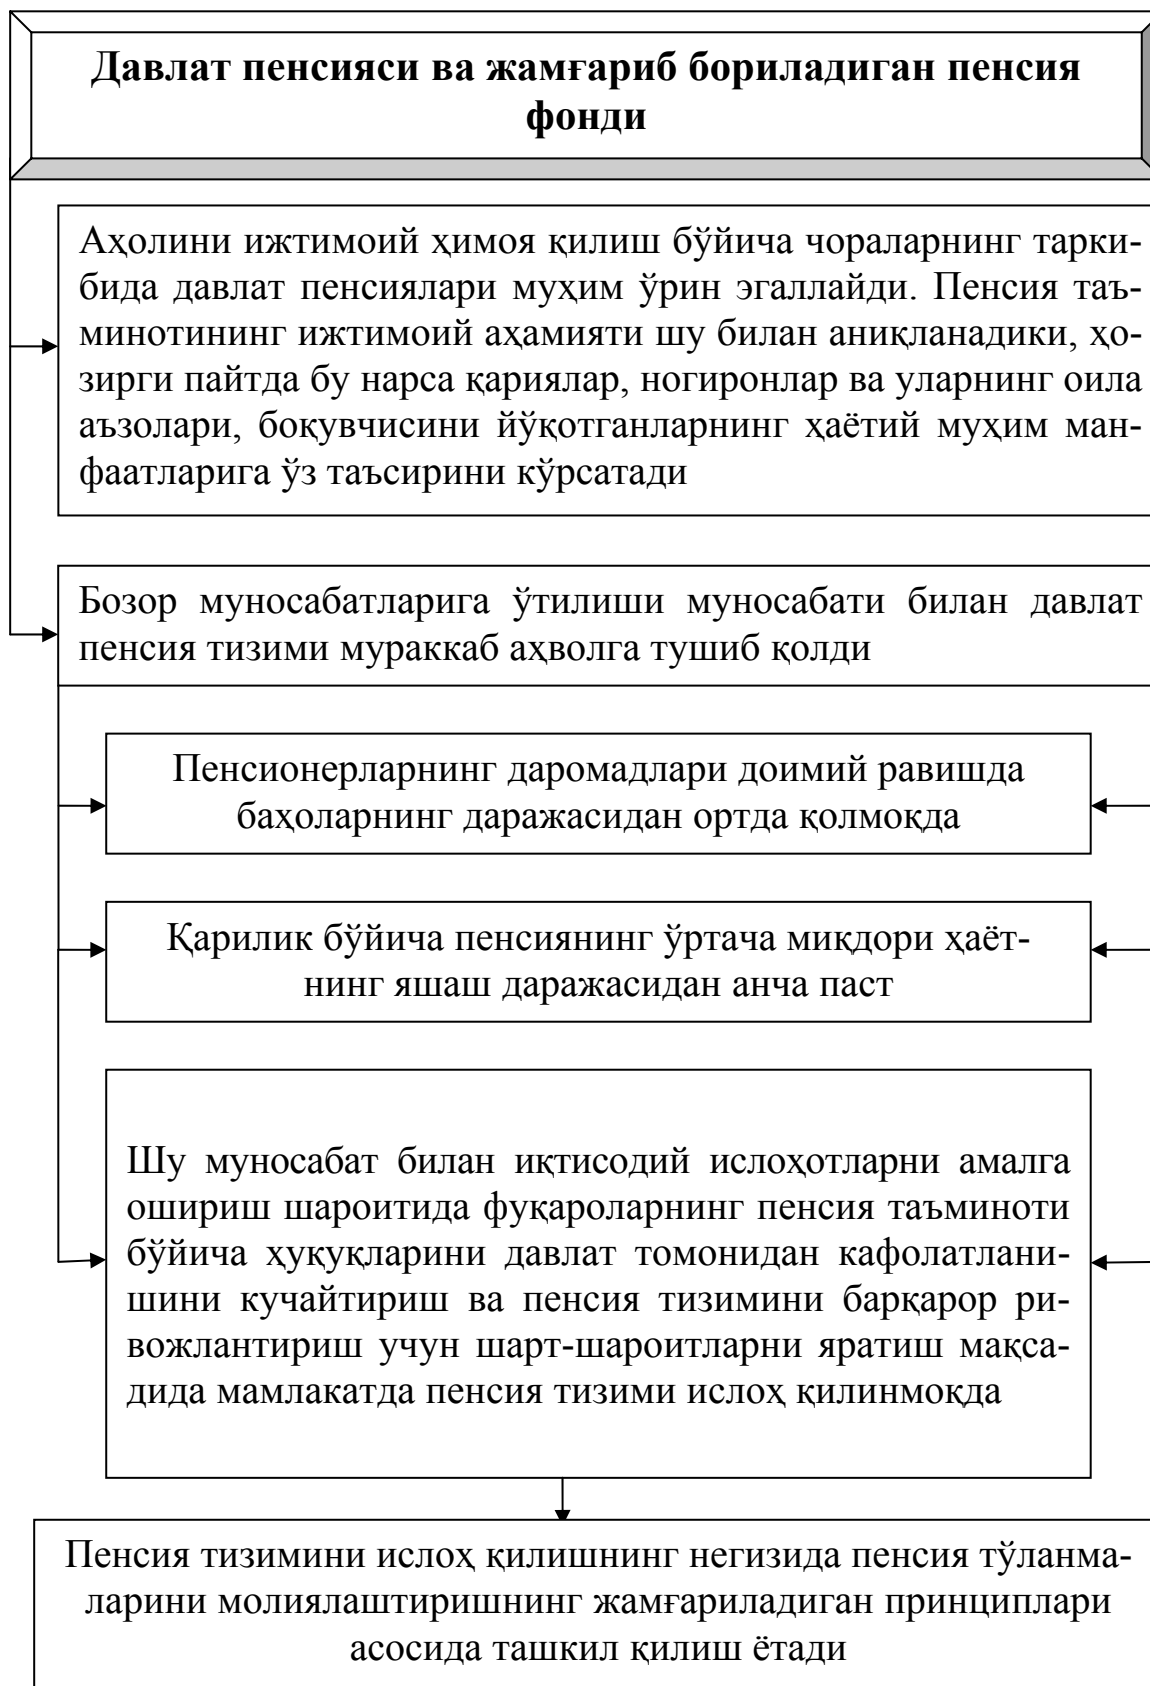 Давлат пенсияси ва жамғариб бориладиган пенсия
фонди
Аҳолини ижтимоий ҳимоя қилиш бўйича чораларнинг тарки-
бида давлат пенсиялари муҳим ўрин эгаллайди. Пенсия таъ-
минотининг ижтимоий аҳамияти шу билан аниқланадики, ҳо-
зирги пайтда бу нарса қариялар, ногиронлар ва уларнинг оила
аъзолари, боқувчисини йўқотганларнинг ҳаётий муҳим ман-
фаатларига ўз таъсирини кўрсатади
Бозор муносабатларига ўтилиши муносабати билан давлат
пенсия тизими мураккаб аҳволга тушиб қолди
Пенсионерларнинг даромадлари доимий равишда
баҳоларнинг даражасидан ортда қолмоқда
Қарилик бўйича пенсиянинг ўртача миқдори ҳаёт-
нинг яшаш даражасидан анча паст
Шу муносабат билан иқтисодий ислоҳотларни амалга
ошириш шароитида фуқароларнинг пенсия таъминоти
бўйича ҳуқуқларини давлат томонидан кафолатлани-
шини кучайтириш ва пенсия тизимини барқарор ри-
вожлантириш учун шарт-шароитларни яратиш мақса-
дида мамлакатда пенсия тизими ислоҳ қилинмоқда
Пенсия тизимини ислоҳ қилишнинг негизида пенсия тўланма-
ларини молиялаштиришнинг жамғариладиган принциплари
асосида ташкил қилиш ётади